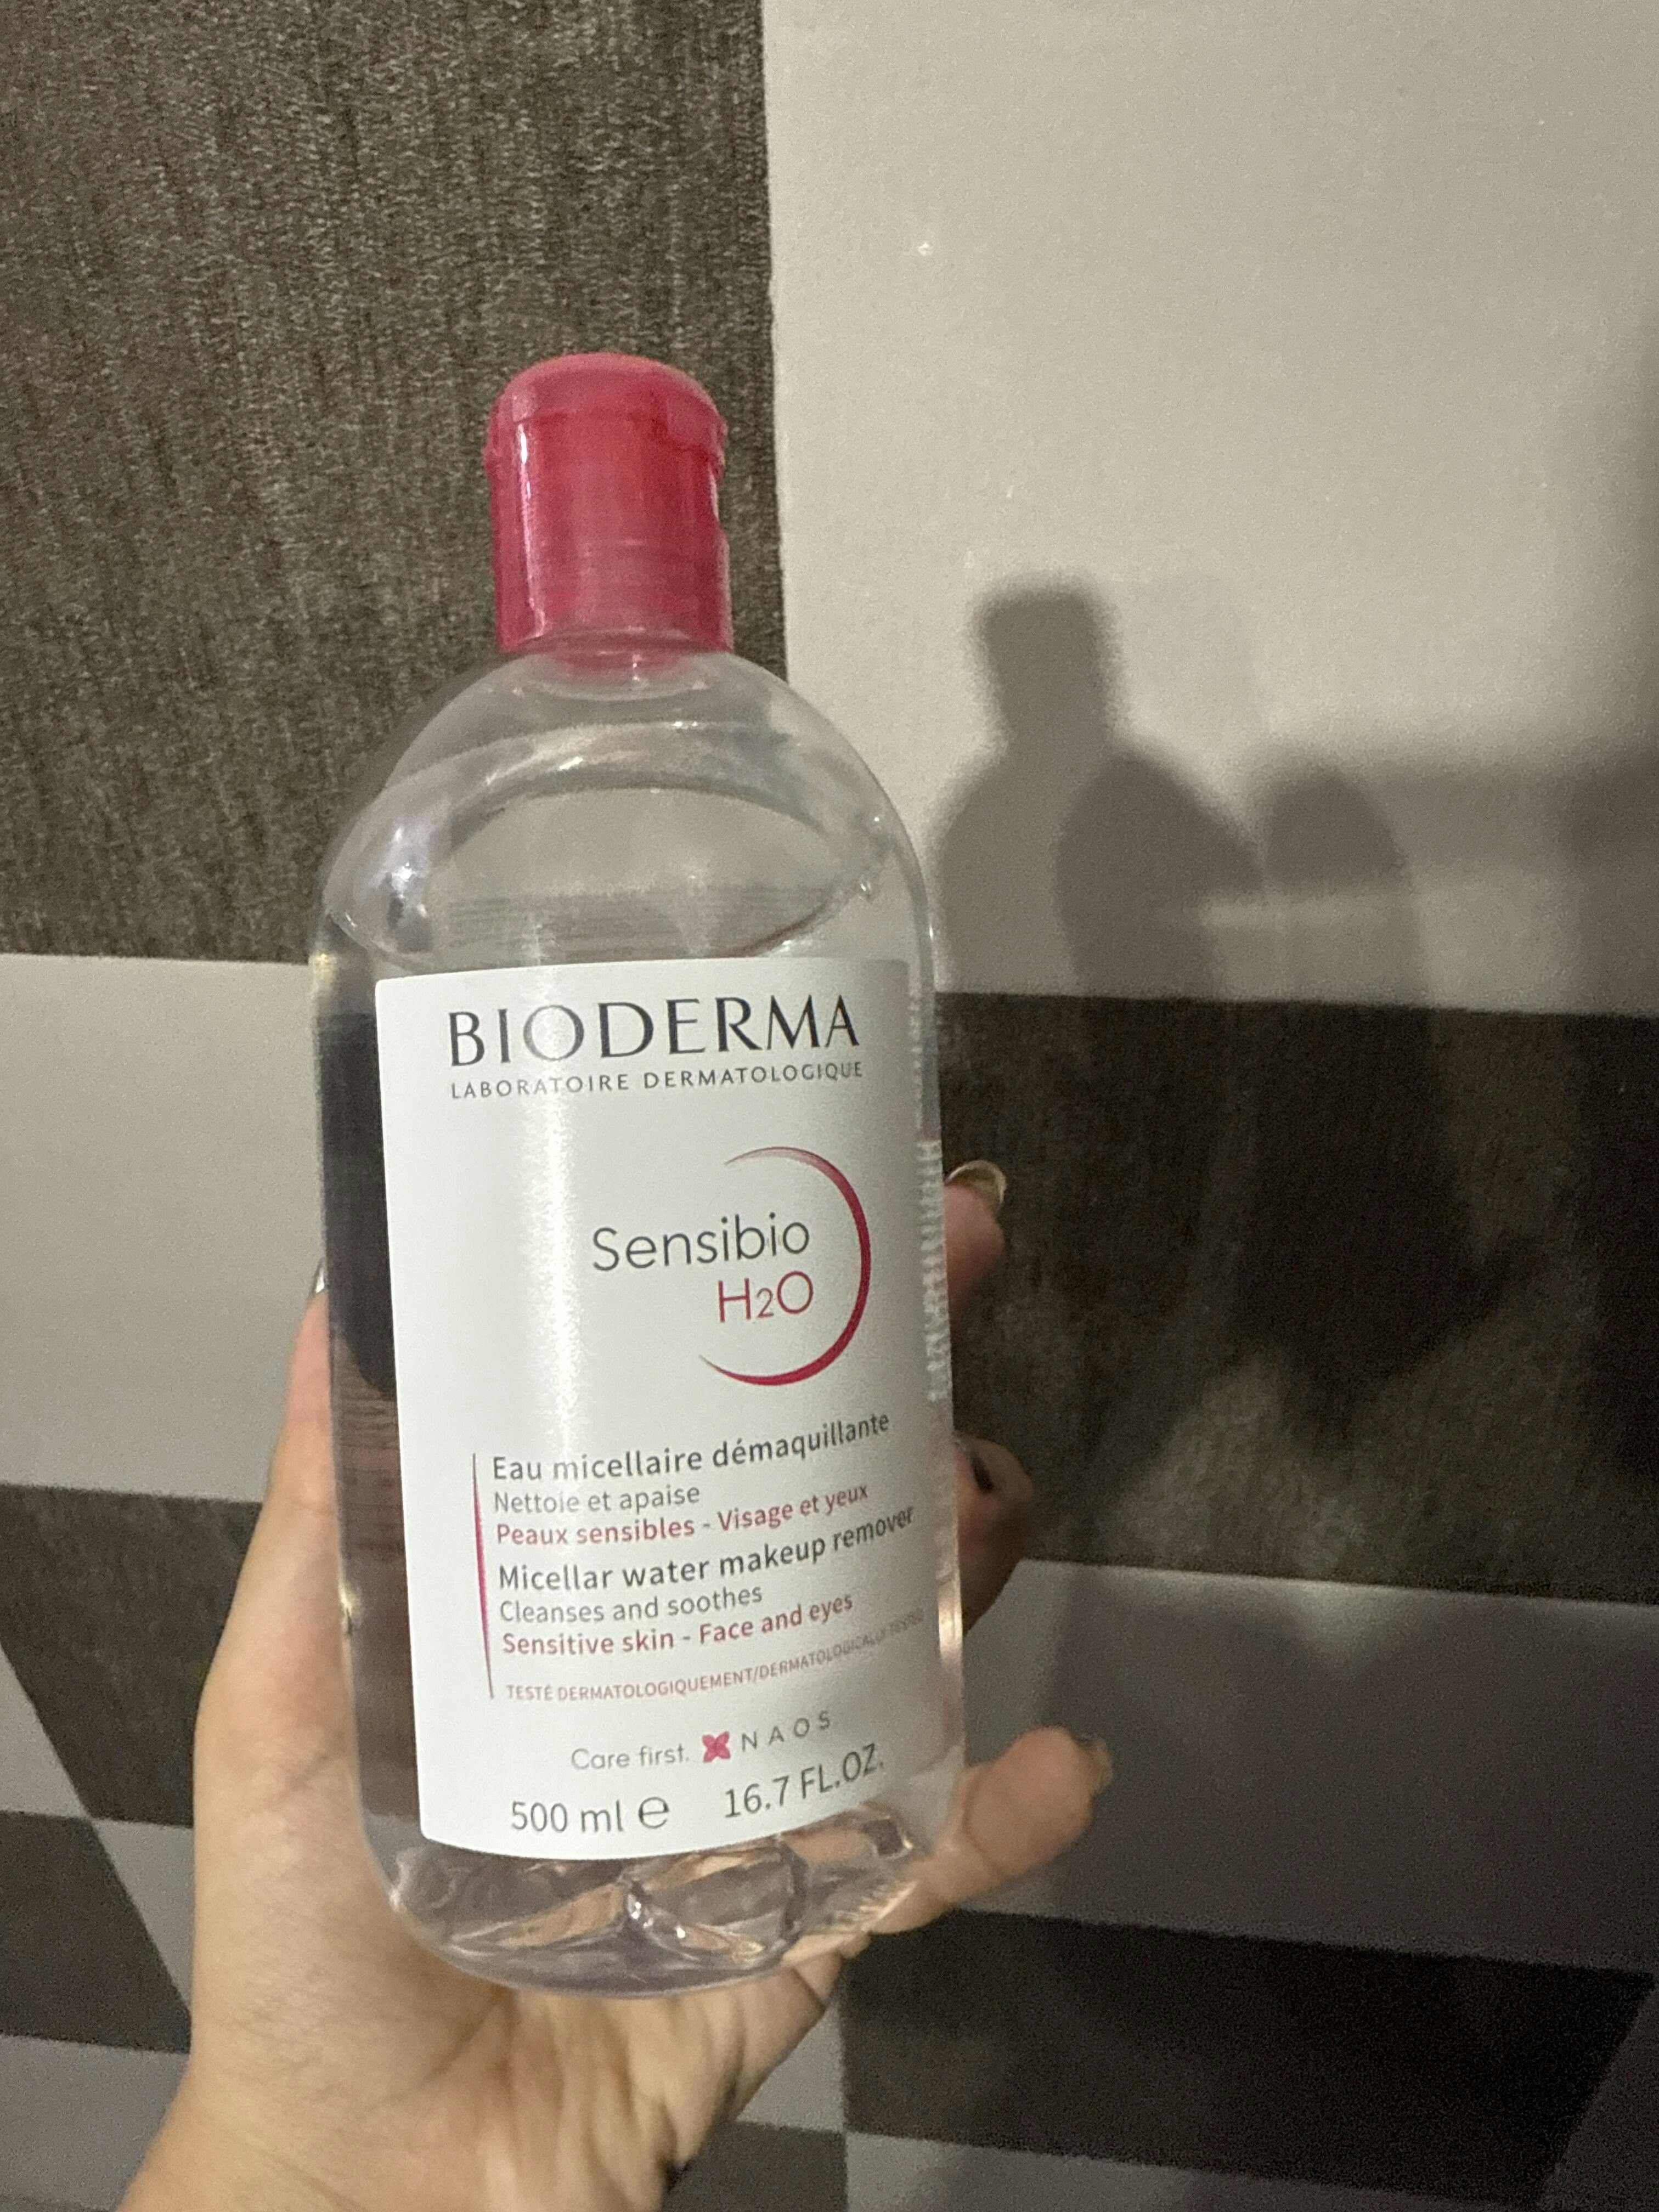 BIODERMA
LABORATOIRE DERMATOLOGIQUE
Sensibio
H2O
Eau micellaire démaquillante
Nettoie et apaise
Peaux sensibles - Visage et yeux
Micellar water makeup remover
Cleanses and soothes
Sensitive skin - Face and eyes
TESTÉ DERMATOLOGIQUEMENT/DERMATOLOGICALLY TESTED
Care first. NAOS
500 ml e 16.7 FL.OZ.